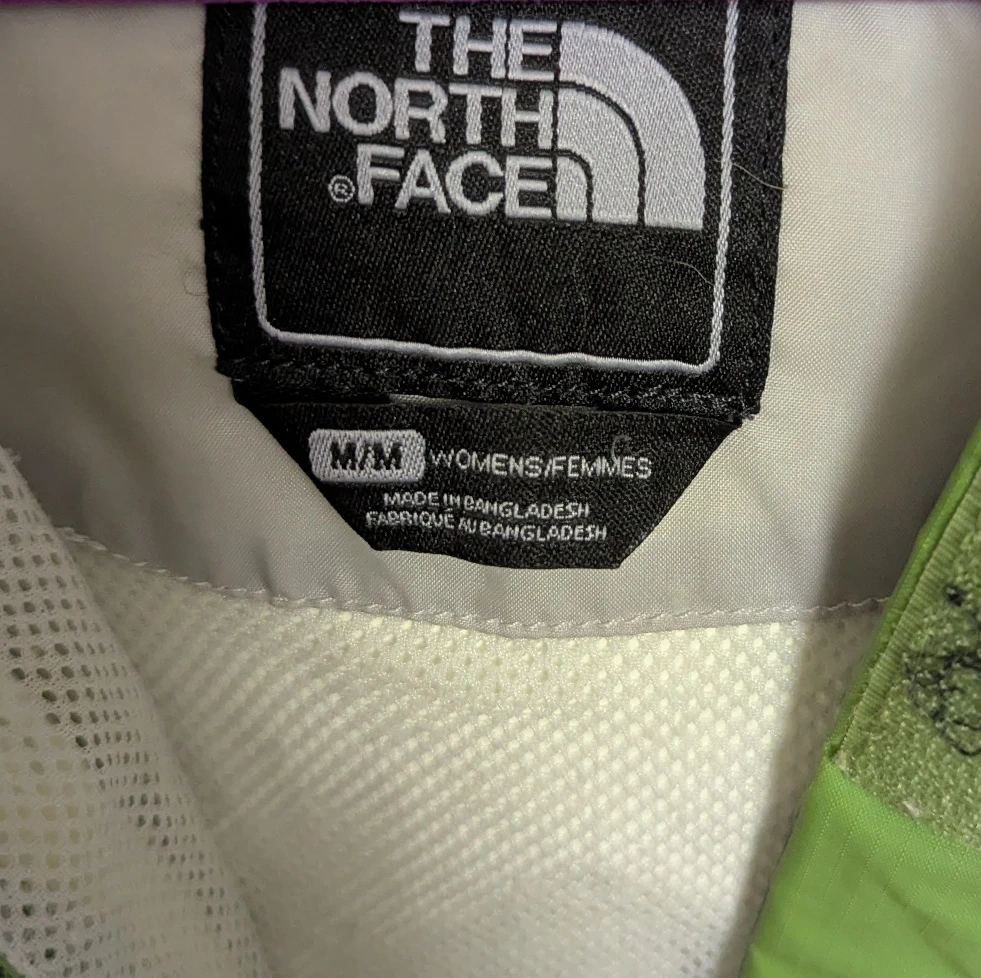 THE
NORTH
®FACE
M/M WOMENS/FEMMES
MADE IN BANGLADESH
FABRIQUÉ AU BANGLADESH